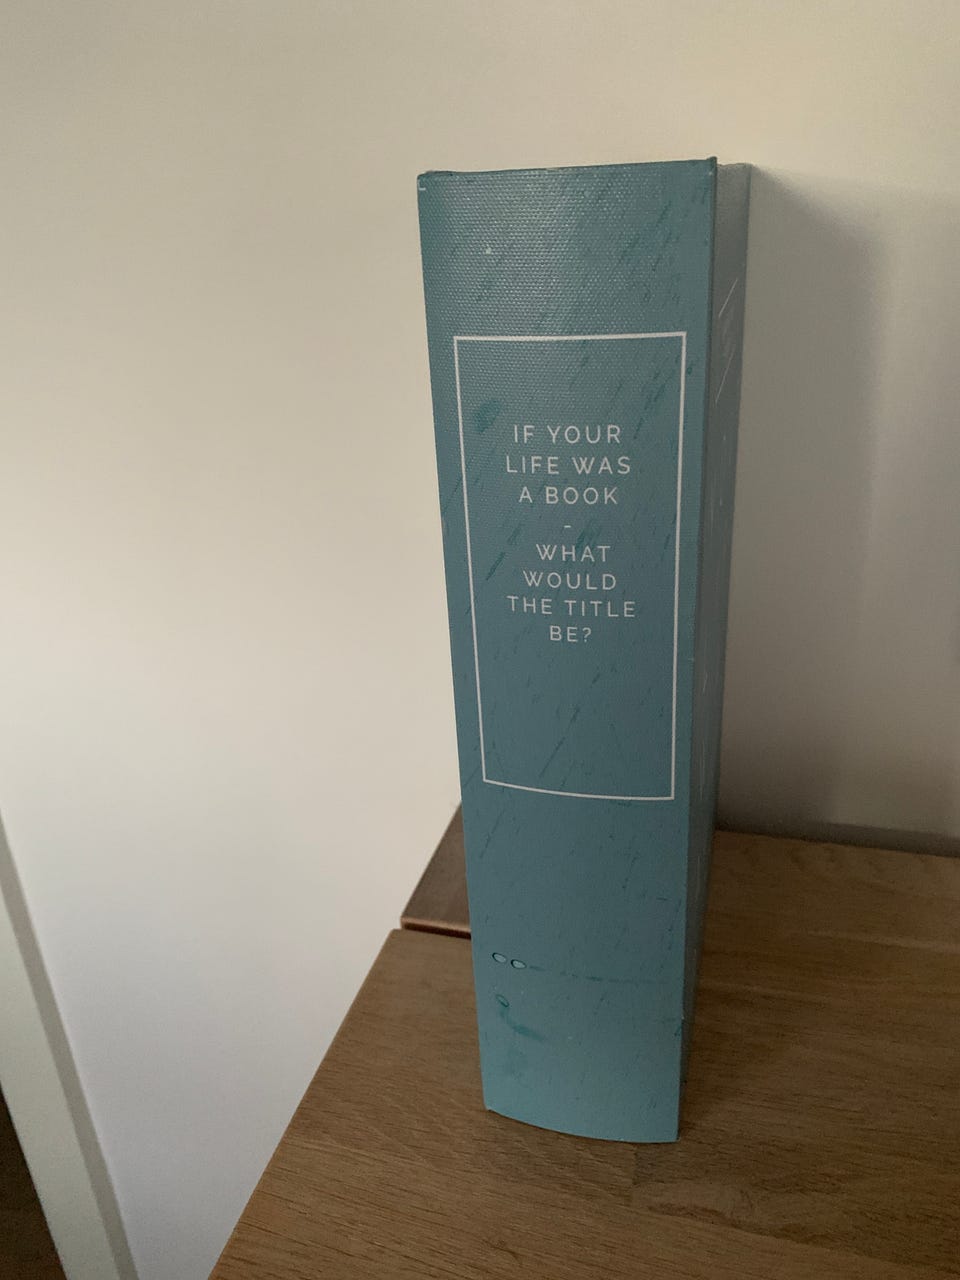 IF YOUR
LIFE WAS
A BOOK
-
WHAT
WOULD
THE TITLE
BE?